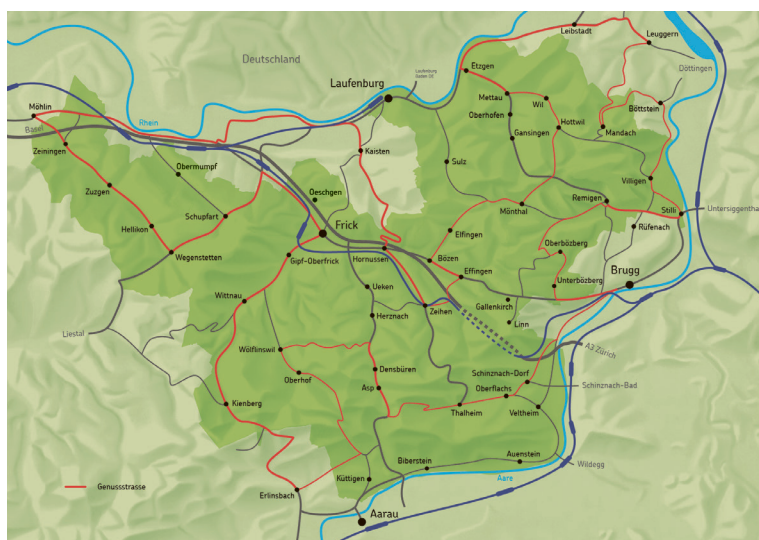 Leibstadt
Leuggern
Deutschland
Etzgen
Laufenburg
Döttingen
Mettau
Wil
Böttstein
Möhlin
Rhein
Oberhofen
Hottwil
Basel
Gansingen
Mandach
Zeiningen
Kaisten
Obermumpf
Sulz
Villigen
Zuzgen
Oeschgen
Remigen
Stilli
Untersiggenthal
Schupfart
Mönthal
Hellikon
Frick
Elfingen
Rüfenach
Oberbözberg
Wegenstetten
Hornussen
Bözen
Gipf-Oberfrick
Effingen
Unterbözberg
Brugg
Ueken
Wittnau
Gallenkirch
Herznach
Zeihen
Linn
Liestal
A3 Zürich
Wölflinswil
Densbüren
Schinznach-Dorf
Oberhof
Asp
Oberflachs
Schinznach-Bad
Kienberg
Thalheim
Veltheim
Auenstein
Biberstein
Wildegg
Küttigen
Aare
Genussstrasse
Erlinsbach
Aarau